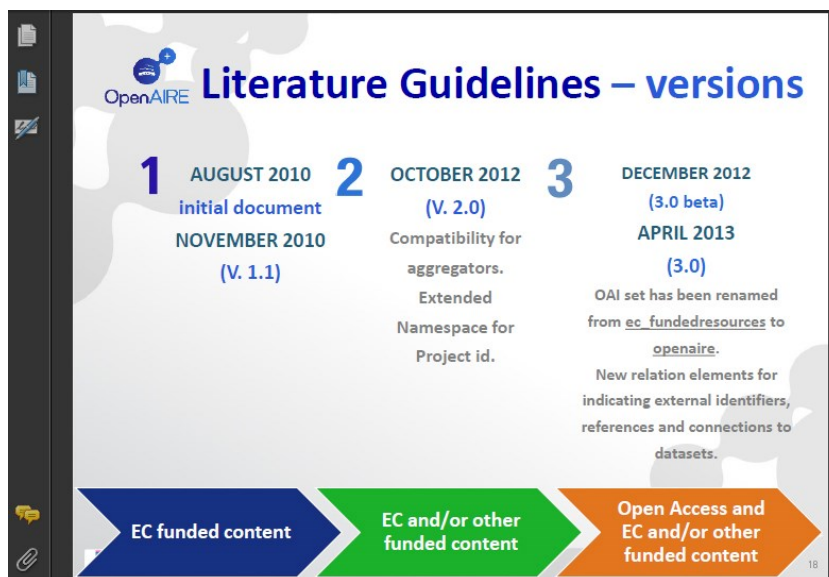 OpenAIRE
Literature Guidelines – versions
1
AUGUST 2010
initial document
NOVEMBER 2010
(V. 1.1)
2
OCTOBER 2012
(V. 2.0)
Compatibility for
aggregators.
Extended
Namespace for
Project id.
3
DECEMBER 2012
(3.0 beta)
APRIL 2013
(3.0)
OAI set has been renamed
from ec_fundedresources to
openaire.
New relation elements for
indicating external identifiers,
references and connections to
datasets.
EC funded content
EC and/or other
funded content
Open Access and
EC and/or other
funded content
18